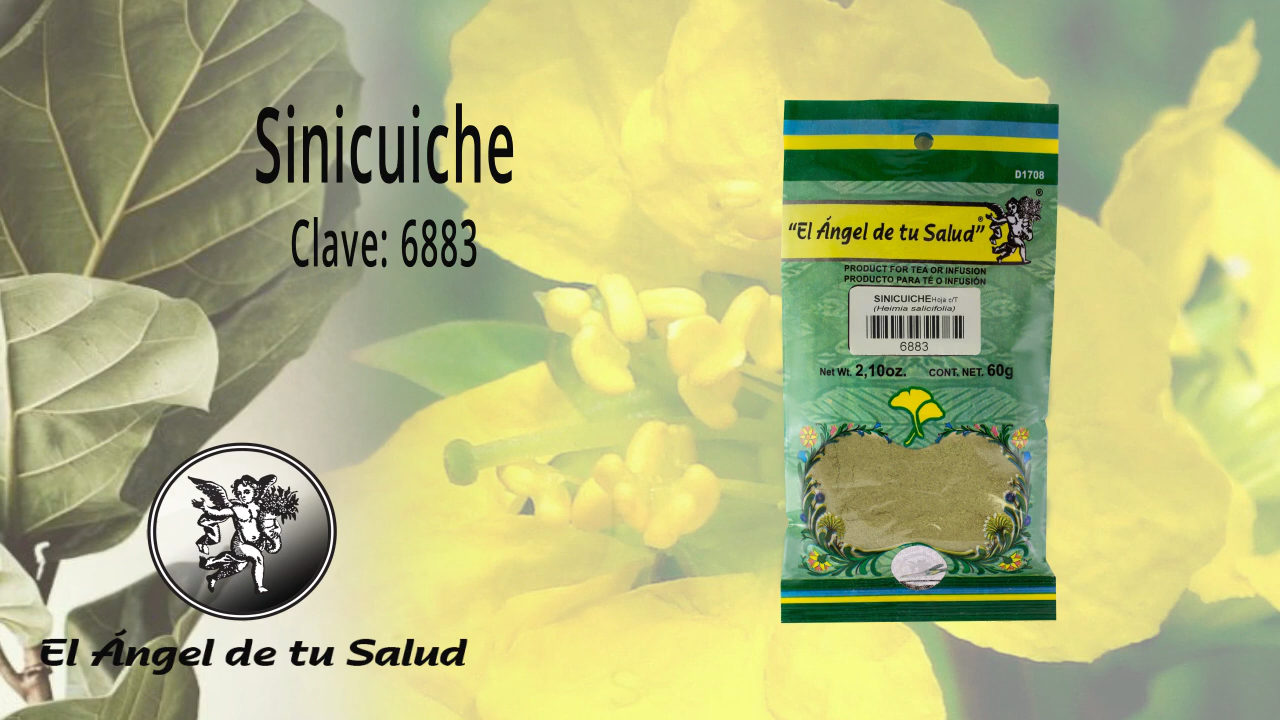 Sinicuiche
Clave: 6883
El Ángel de tu Salud
D1708
®
"El Ángel de tu Salud"®
PRODUCT FOR TEA OR INFUSION
PRODUCTO PARA TÉ O INFUSIÓN
SINICUICHE Hoja c/T
(Heimia salicifolia)
6883
Net Wt. 2,10oz. CONT. NET. 60g